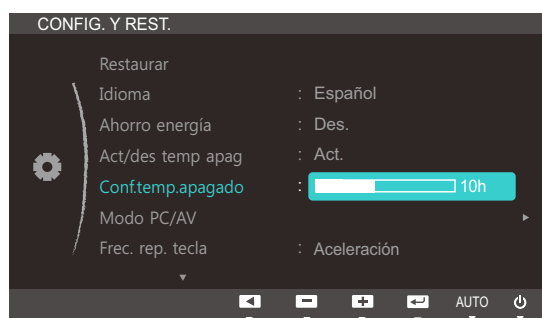 CONFIG. Y REST.
Restaurar
Idioma : Español
Ahorro energía : Des.
Act/des temp apag : Act.
Conf.temp.apagado : 10h
Modo PC/AV
Frec. rep. tecla : Aceleración
AUTO